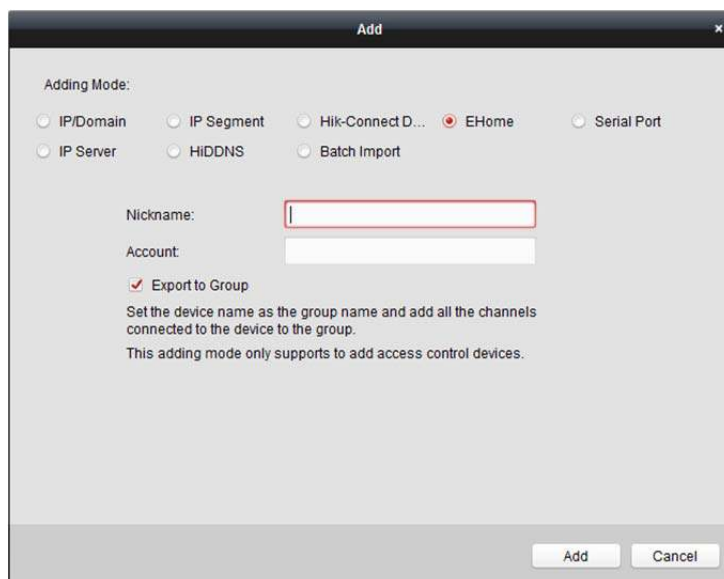 Add
Adding Mode:
IP/Domain IP Segment Hik-Connect D... EHome Serial Port
IP Server HiDDNS Batch Import
Nickname:
Account:
Export to Group
Set the device name as the group name and add all the channels
connected to the device to the group.
This adding mode only supports to add access control devices.
Add Cancel